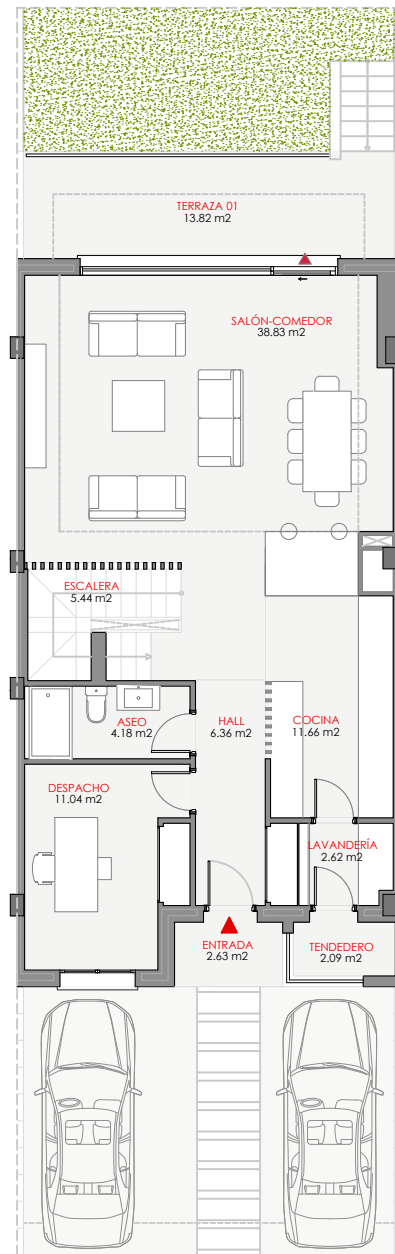 TERRAZA 01
13.82 m2
SALÓN-COMEDOR
38.83 m2
ESCALERA
5.44 m2
ASEO
4.18 m2
HALL
6.36 m2
COCINA
11.66 m2
DESPACHO
11.04 m2
LAVANDERÍA
2.62 m2
ENTRADA
2.63 m2
TENDEDERO
2.09 m2